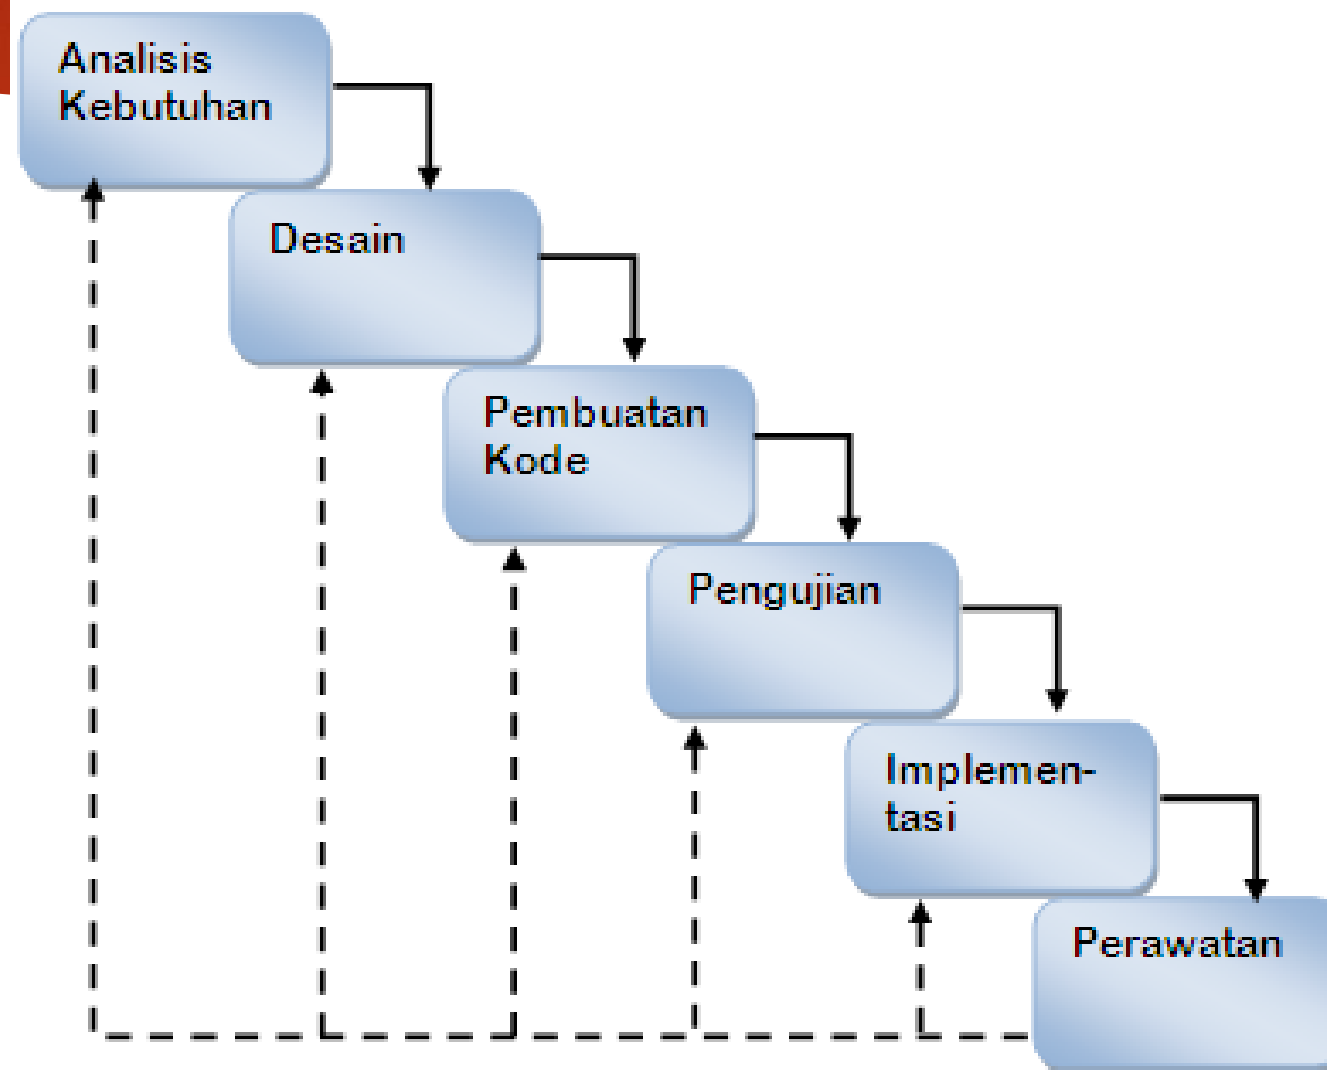 Analisis
Kebutuhan
Desain
Pembuatan
Kode
Pengujian
Implemen-
tasi
Perawatan